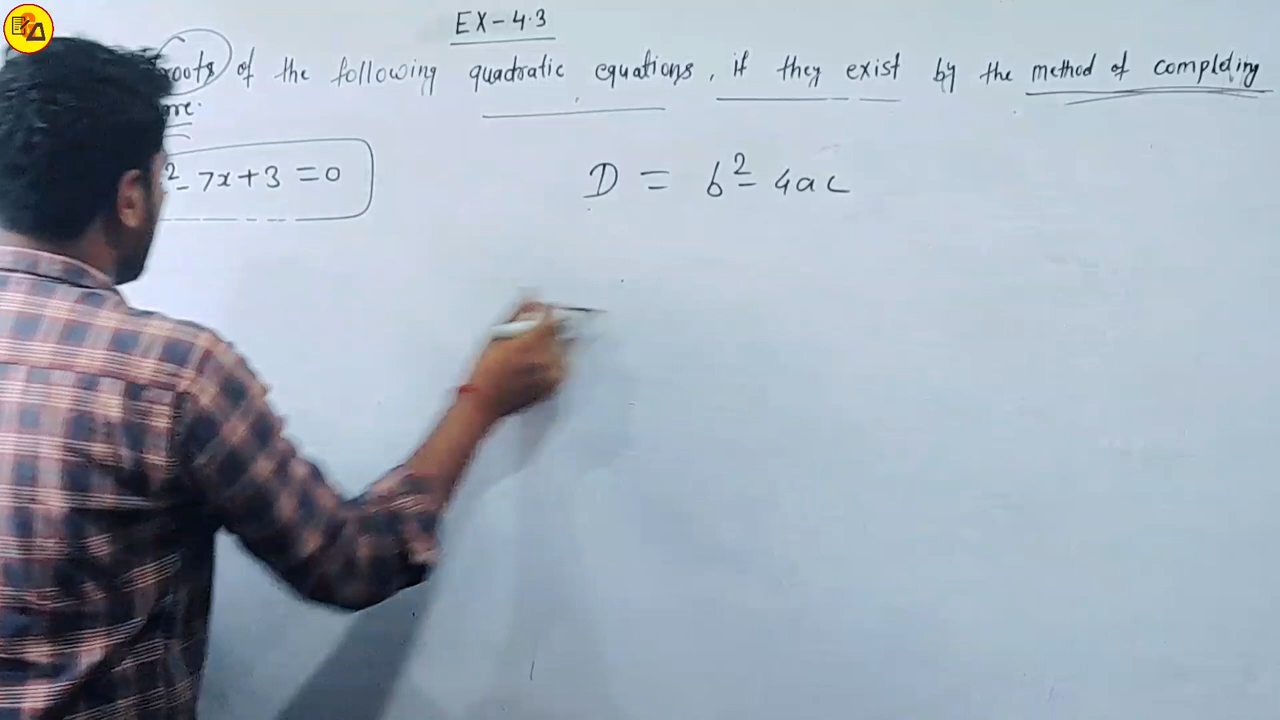 EX-4.3
roots of the following quadratic equations, if they exist by the method of completing
² - 7x + 3 = 0
D = b² - 4ac